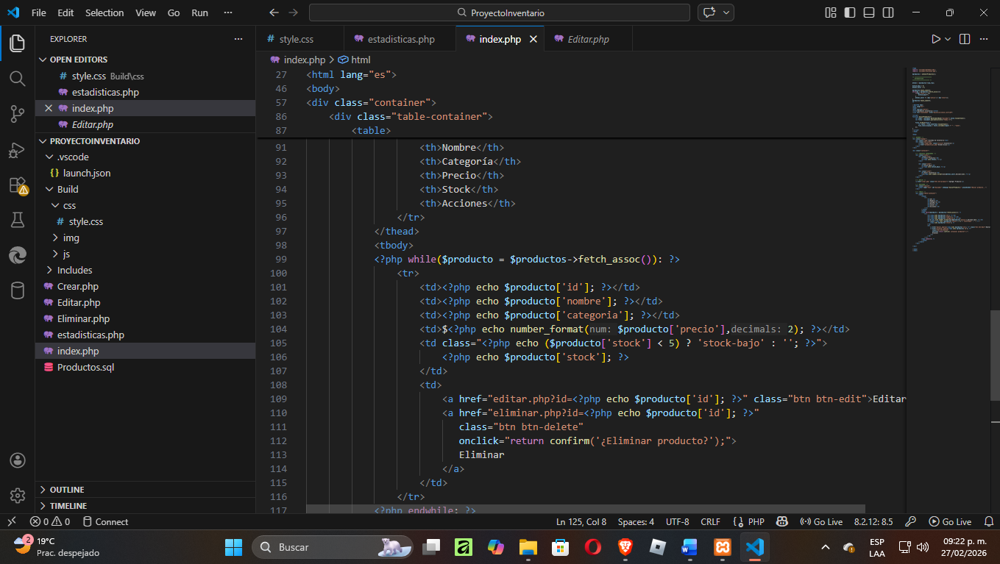 File Edit Selection View Go Run ···
ProyectoInventario
EXPLORER ···
OPEN EDITORS
# style.css Build\css
estadisticas.php
index.php
Editar.php
PROYECTOINVENTARIO
.vscode
{} launch.json
Build
css
# style.css
img
js
Includes
Crear.php
Editar.php
Eliminar.php
estadisticas.php
index.php
Productos.sql
OUTLINE
TIMELINE
# style.css estadisticas.php index.php Editar.php
index.php > html
27 <html lang="es">
46 <body>
57 <div class="container">
86 <div class="table-container">
87 <table>
91 <th>Nombre</th>
92 <th>Categoría</th>
93 <th>Precio</th>
94 <th>Stock</th>
95 <th>Acciones</th>
96 </tr>
97 </thead>
98 <tbody>
99 <?php while($producto = $productos->fetch_assoc()): ?>
100 <tr>
101 <td><?php echo $producto['id']; ?></td>
102 <td><?php echo $producto['nombre']; ?></td>
103 <td><?php echo $producto['categoria']; ?></td>
104 <td>$<?php echo number_format(num: $producto['precio'],decimals: 2); ?></td>
105 <td class="<?php echo ($producto['stock'] < 5) ? 'stock-bajo' : ''; ?>">
106 <?php echo $producto['stock']; ?>
107 </td>
108 <td>
109 <a href="editar.php?id=<?php echo $producto['id']; ?>" class="btn btn-edit">Editar
110 <a href="eliminar.php?id=<?php echo $producto['id']; ?>"
111 class="btn btn-delete"
112 onclick="return confirm('¿Eliminar producto?');">
113 Eliminar
114 </a>
115 </td>
116 </tr>
117 <?php endwhile; ?>
0 0 Connect
Ln 125, Col 8 Spaces: 4 UTF-8 CRLF {} PHP Go Live 8.2.12: 8.5 Go Live
2
19°C
Prac. despejado
Buscar
ESP
LAA
09:22 p. m.
27/02/2026